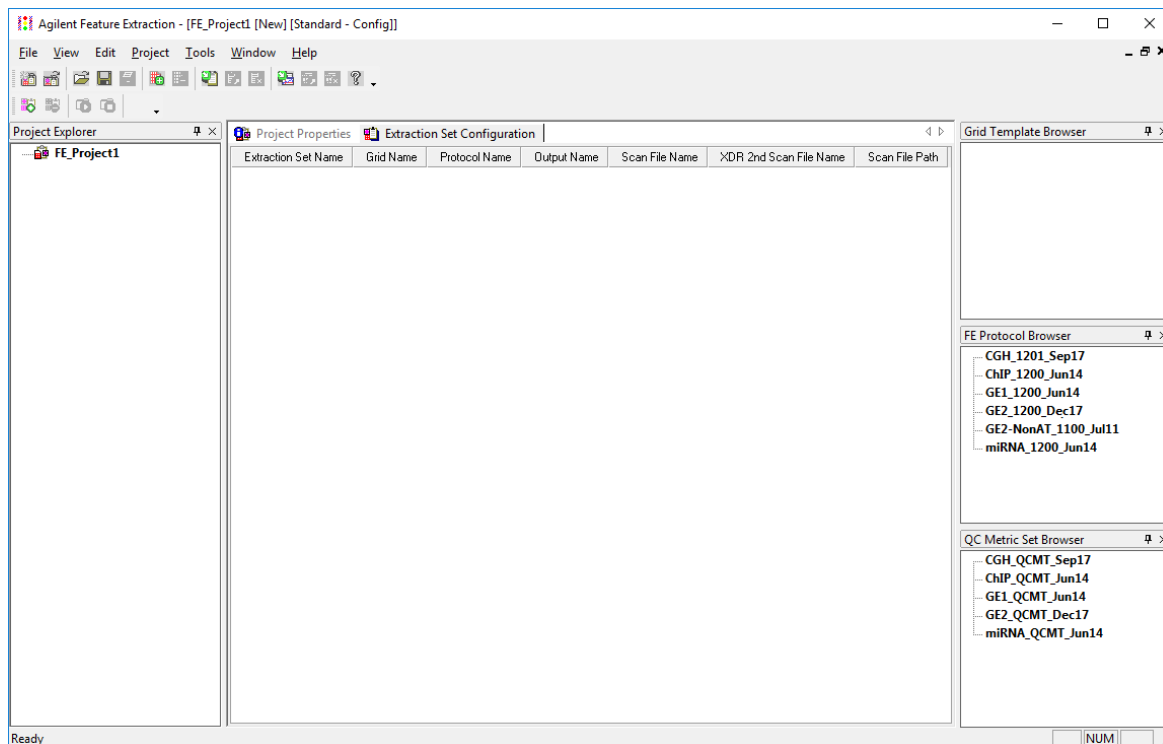 Agilent Feature Extraction - [FE_Project1 [New] [Standard - Config]]
File View Edit Project Tools Window Help
Project Explorer
FE_Project1
Project Properties Extraction Set Configuration
Extraction Set Name Grid Name Protocol Name Output Name Scan File Name XDR 2nd Scan File Name Scan File Path
Grid Template Browser
FE Protocol Browser
CGH_1201_Sep17
ChIP_1200_Jun14
GE1_1200_Jun14
GE2_1200_Dec17
GE2-NonAT_1100_Jul11
miRNA_1200_Jun14
QC Metric Set Browser
CGH_QCMT_Sep17
ChIP_QCMT_Jun14
GE1_QCMT_Jun14
GE2_QCMT_Dec17
miRNA_QCMT_Jun14
Ready NUM